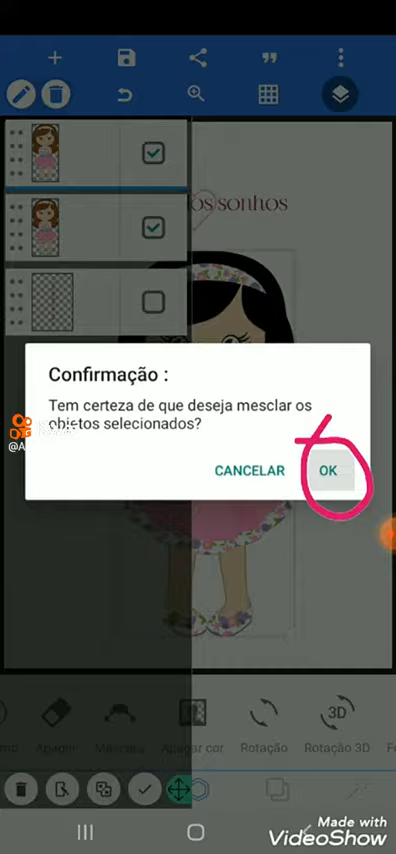 os sonhos
Confirmação :
Tem certeza de que deseja mesclar os
objetos selecionados?
@A
CANCELAR OK
Apagar Máscara Apagar cor Rotação Rotação 3D
3D
Made with
VideoShow